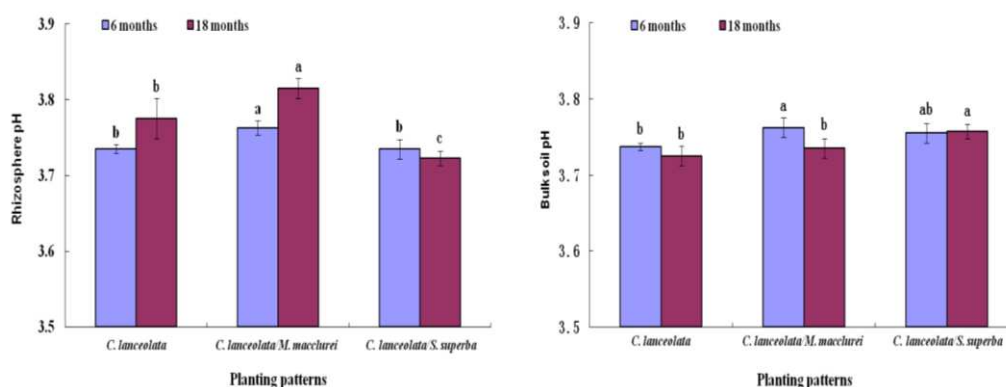 3.9
6 months 18 months
Rhizosphere pH
3.8
3.7
3.6
3.5
b b a a b c
C. lanceolata C. lanceolata/M. macclurei C. lanceolata/S. superba
Planting patterns
3.9
6 months 18 months
Bulk soil pH
3.8
3.7
3.6
3.5
b b a b ab a
C. lanceolata C. lanceolata/M. macclurei C. lanceolata/S. superba
Planting patterns